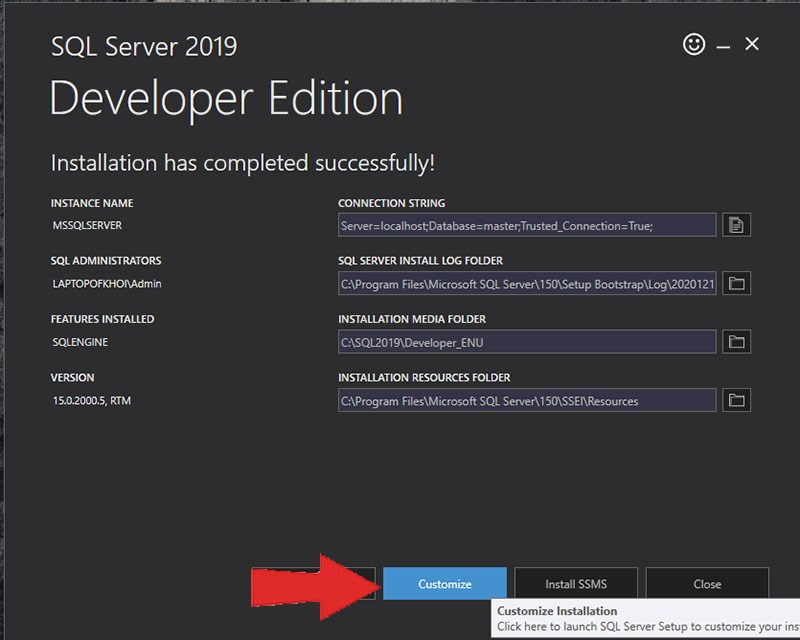 SQL Server 2019
Developer Edition
Installation has completed successfully!
INSTANCE NAME
MSSQLSERVER
CONNECTION STRING
Server=localhost;Database=master;Trusted_Connection=True;
SQL ADMINISTRATORS
LAPTOPOFKHOI\Admin
SQL SERVER INSTALL LOG FOLDER
C:\Program Files\Microsoft SQL Server\150\Setup Bootstrap\Log\2020121
FEATURES INSTALLED
SQLENGINE
INSTALLATION MEDIA FOLDER
C:\SQL2019\Developer_ENU
VERSION
15.0.2000.5, RTM
INSTALLATION RESOURCES FOLDER
C:\Program Files\Microsoft SQL Server\150\SSEI\Resources
Customize
Install SSMS
Close
Customize Installation
Click here to launch SQL Server Setup to customize your ins